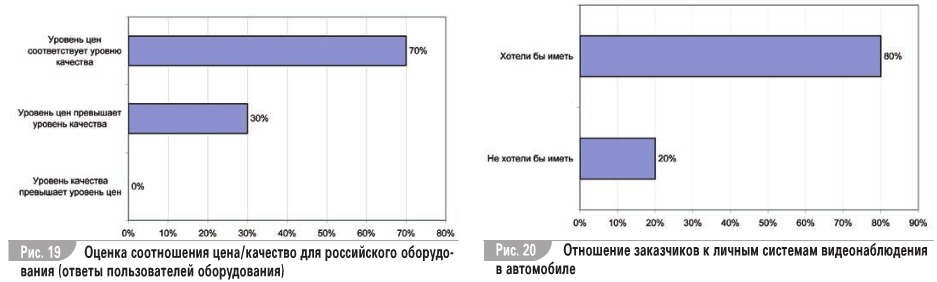 Уровень цен
соответствует уровню
качества
70%
Уровень цен превышает
уровень качества
30%
Уровень качества
превышает уровень цен
0%
0% 10% 20% 30% 40% 50% 60% 70% 80%
Рис. 19 Оценка соотношения цена/качество для российского оборудо-
вания (ответы пользователей оборудования)
Хотели бы иметь
80%
Не хотели бы иметь
20%
0% 10% 20% 30% 40% 50% 60% 70% 80% 90%
Рис. 20 Отношение заказчиков к личным системам видеонаблюдения
в автомобиле